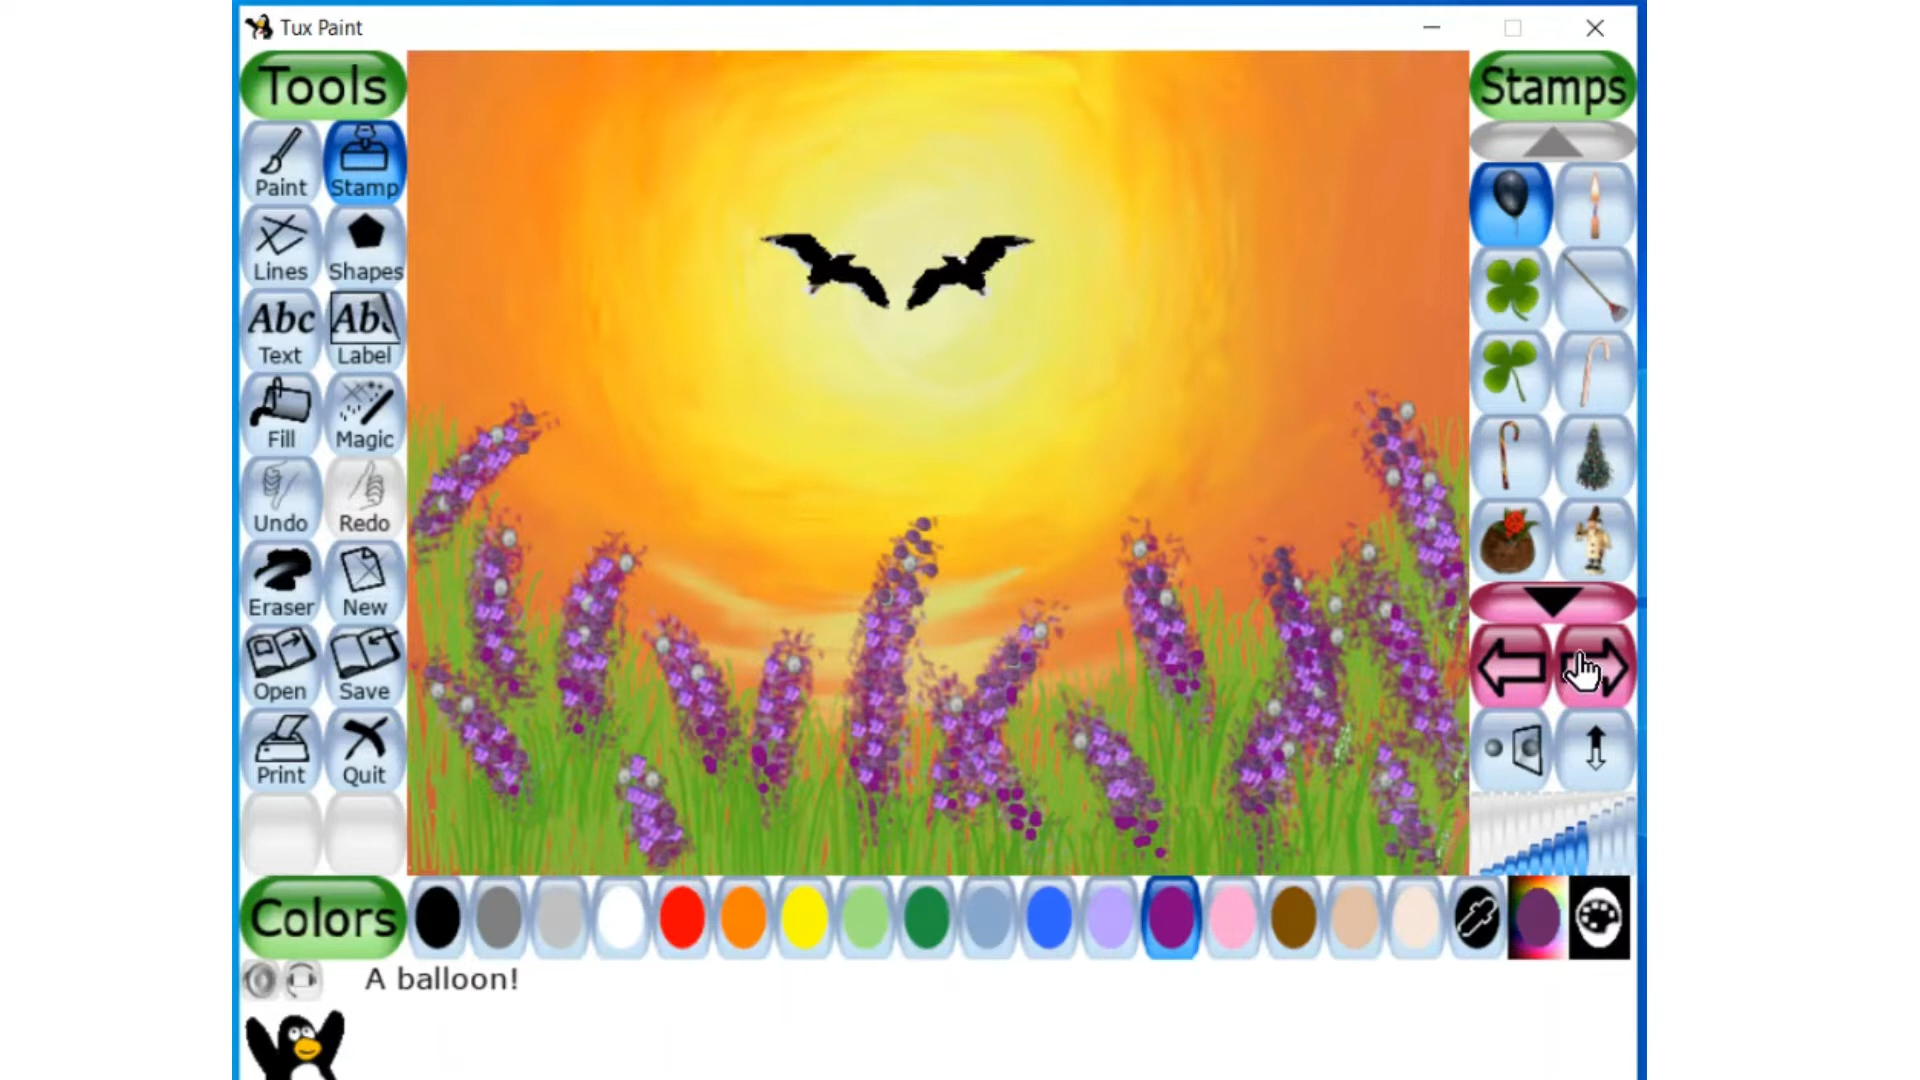 Tux Paint
Tools
Stamps
Paint
Stamp
Lines
Shapes
Abc
Abc
Text
Label
Fill
Magic
Undo
Redo
Eraser
New
Open
Save
Print
Quit
Colors
A balloon!